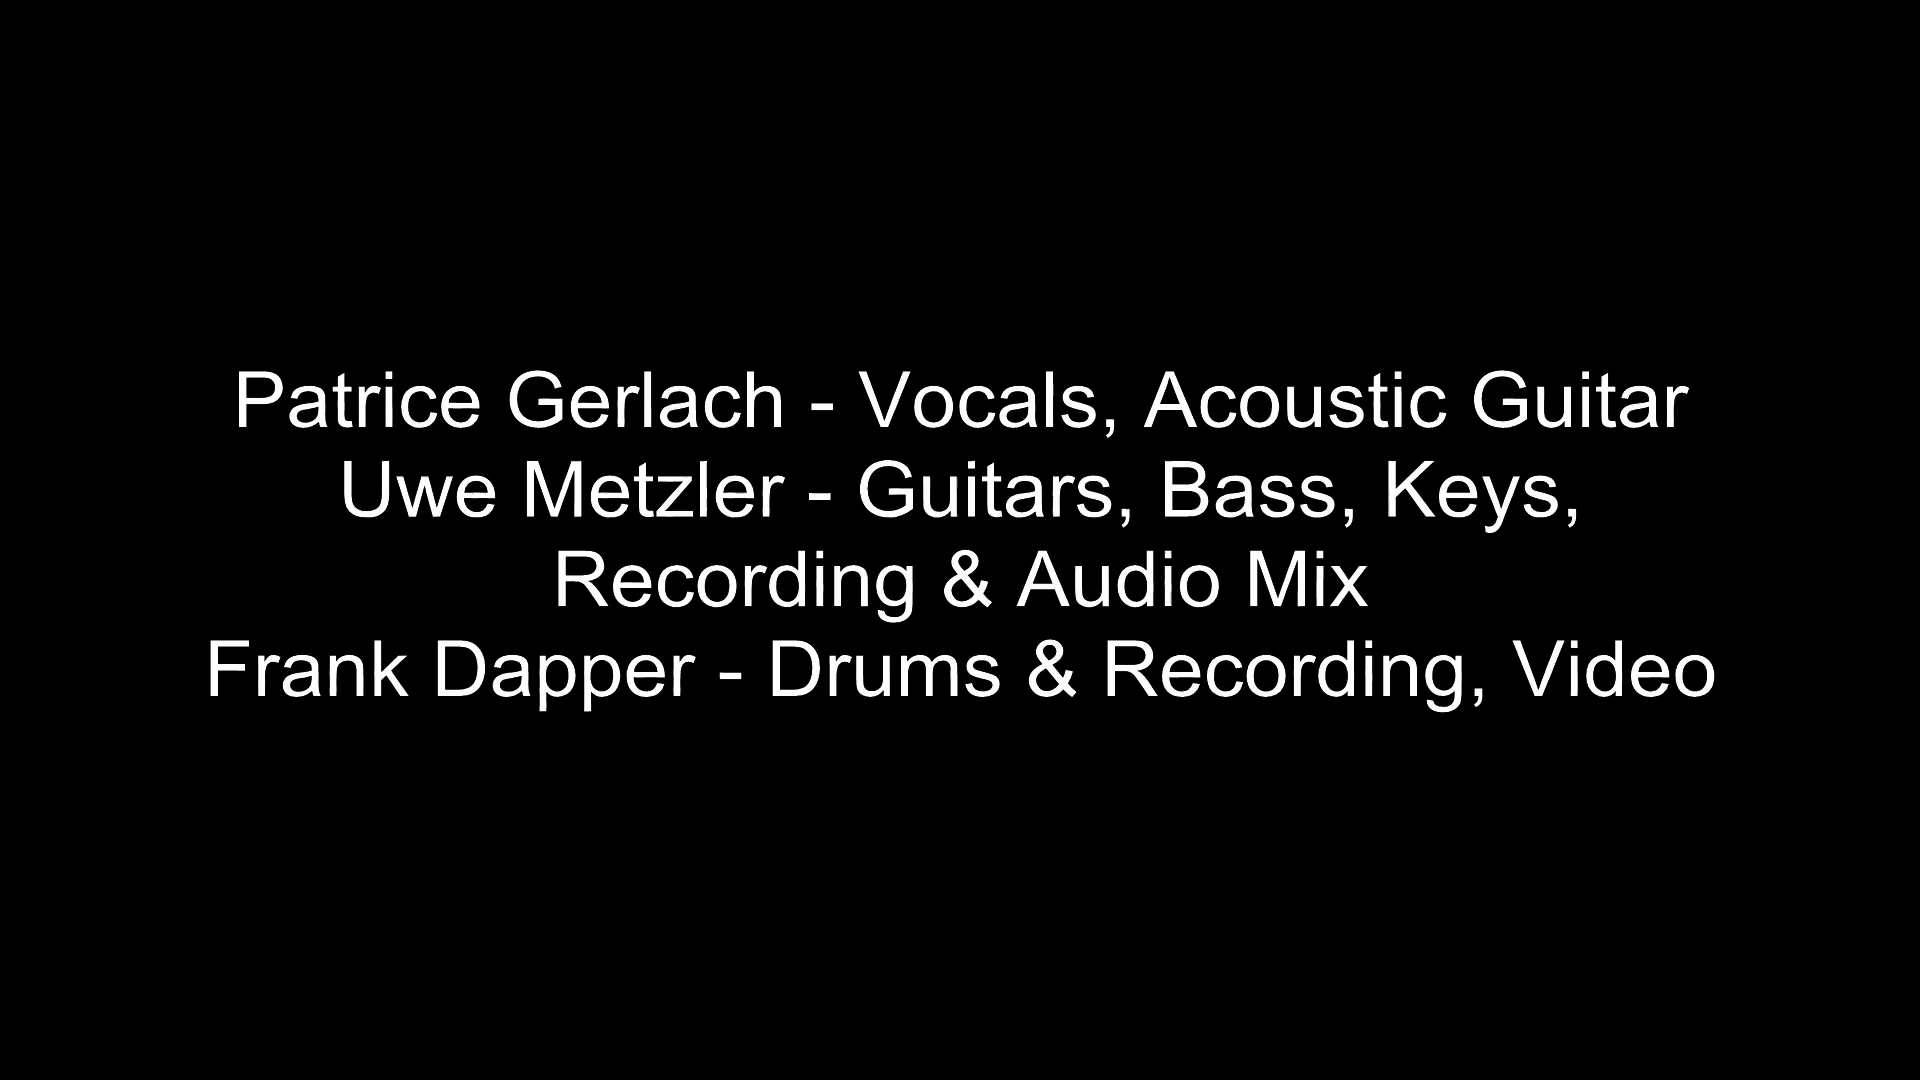 Patrice Gerlach - Vocals, Acoustic Guitar
Uwe Metzler - Guitars, Bass, Keys,
Recording & Audio Mix
Frank Dapper - Drums & Recording, Video